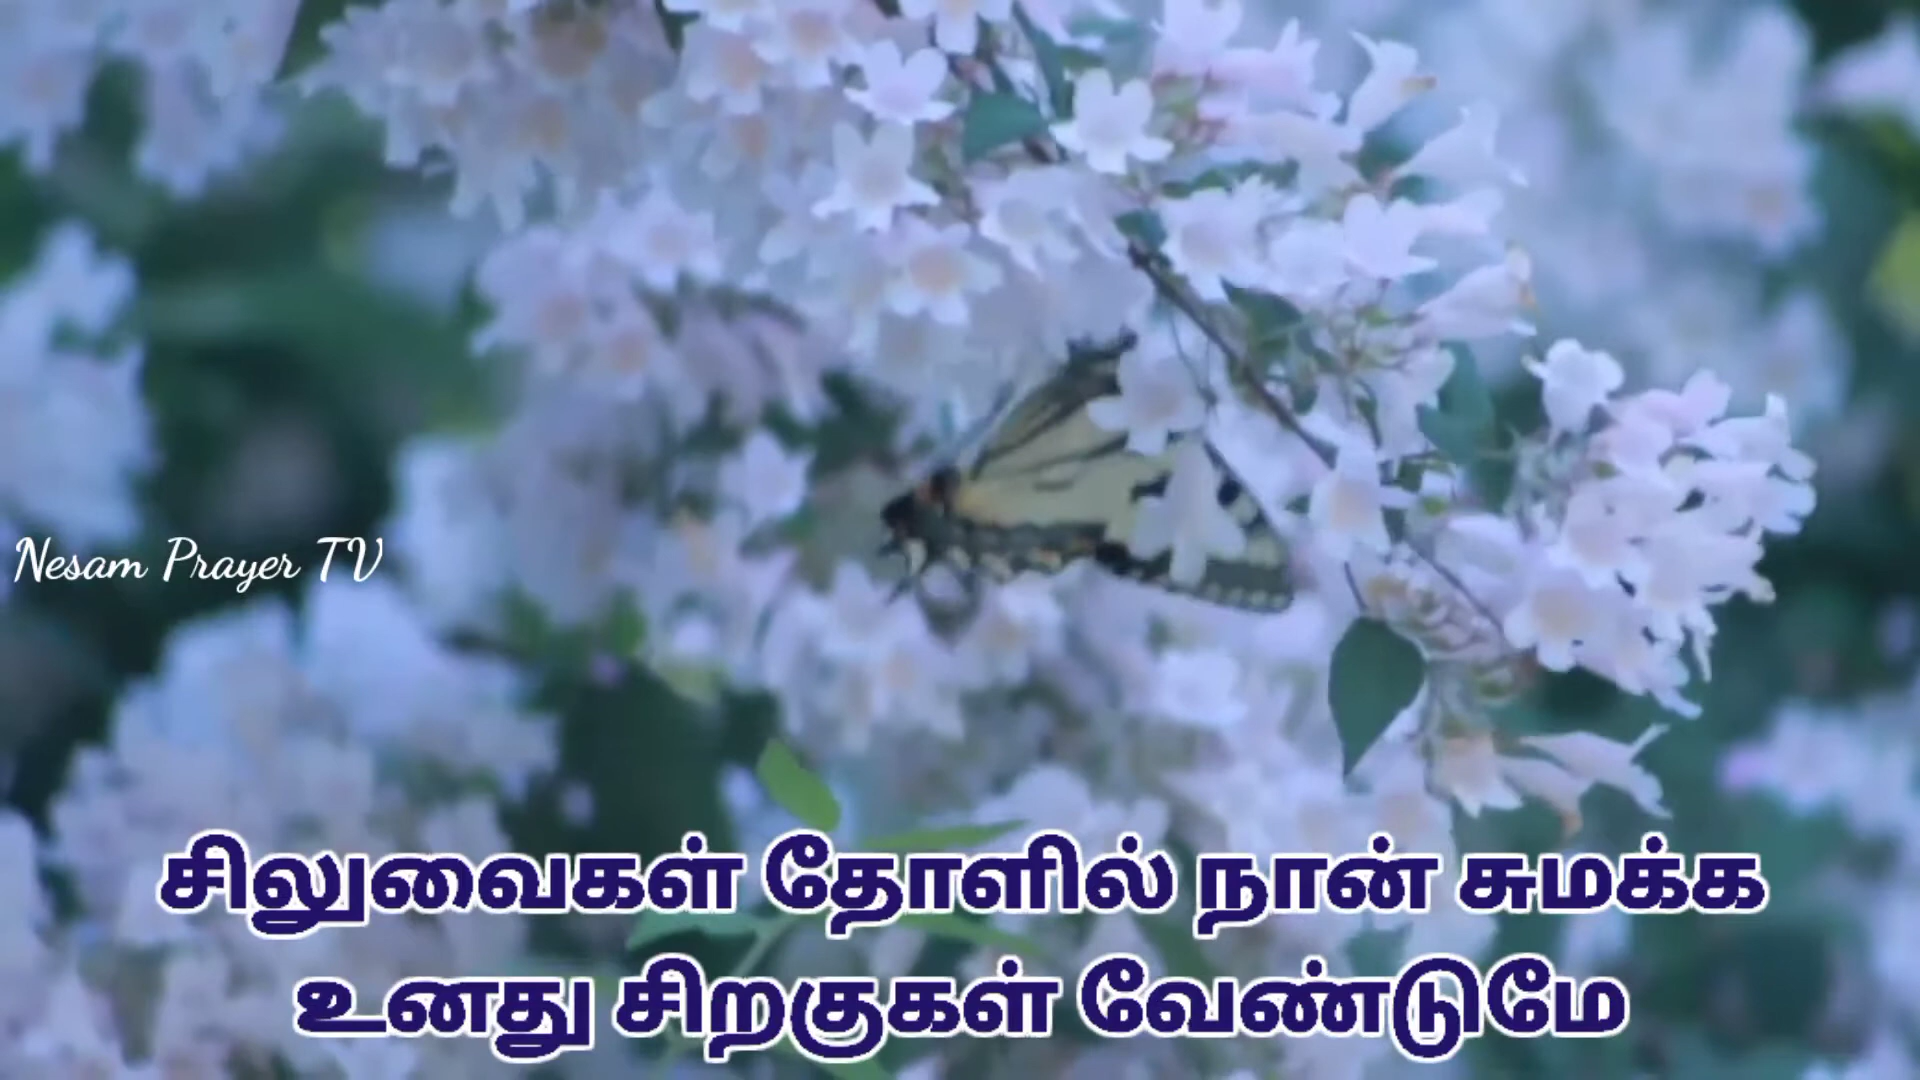 Nesam Prayer TV
சிலுவைகள் தோளில் நான் சுமக்க
உனது சிறகுகள் வேண்டுமே